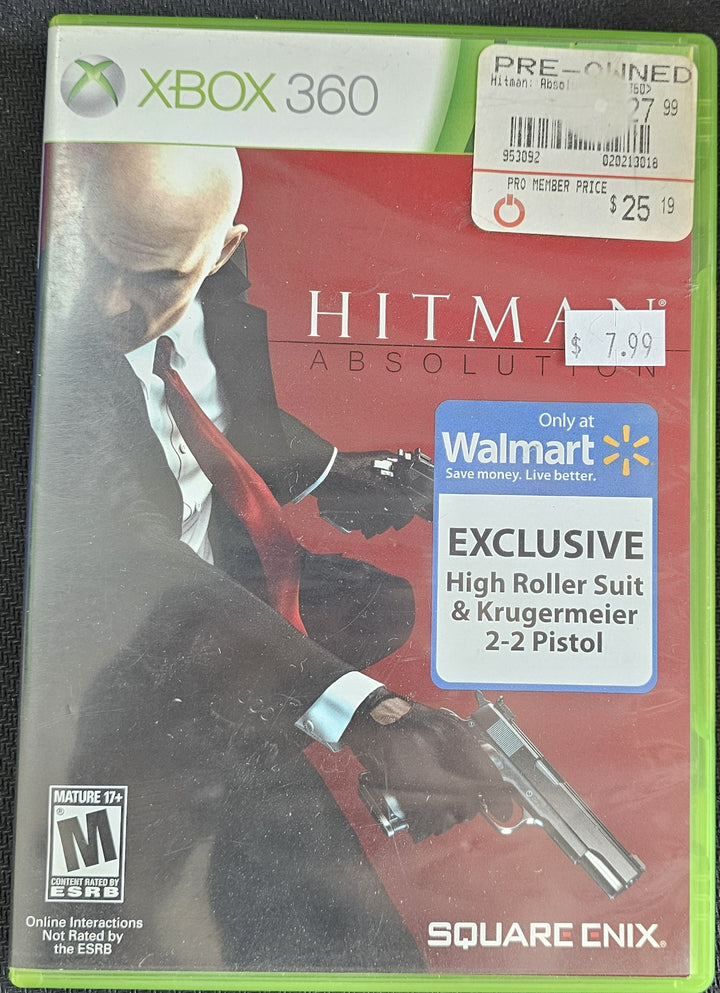 XBOX 360
PRE-OWNED
Hitman: Absol 360>
27 99
953092 020213018
PRO MEMBER PRICE
$25 19
HITMAN®
ABSOLUTION
$ 7.99
Only at
Walmart
Save money. Live better.
EXCLUSIVE
High Roller Suit
& Krugermeier
2-2 Pistol
MATURE 17+
M
®
CONTENT RATED BY
ESRB
Online Interactions
Not Rated by
the ESRB
SQUARE ENIX®